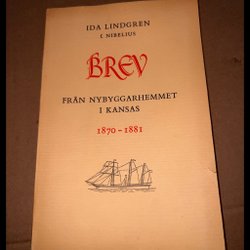 IDA LINDGREN
f. NIBELIUS
BREV
FRÅN NYBYGGARHEMMET
I KANSAS
1870–1881